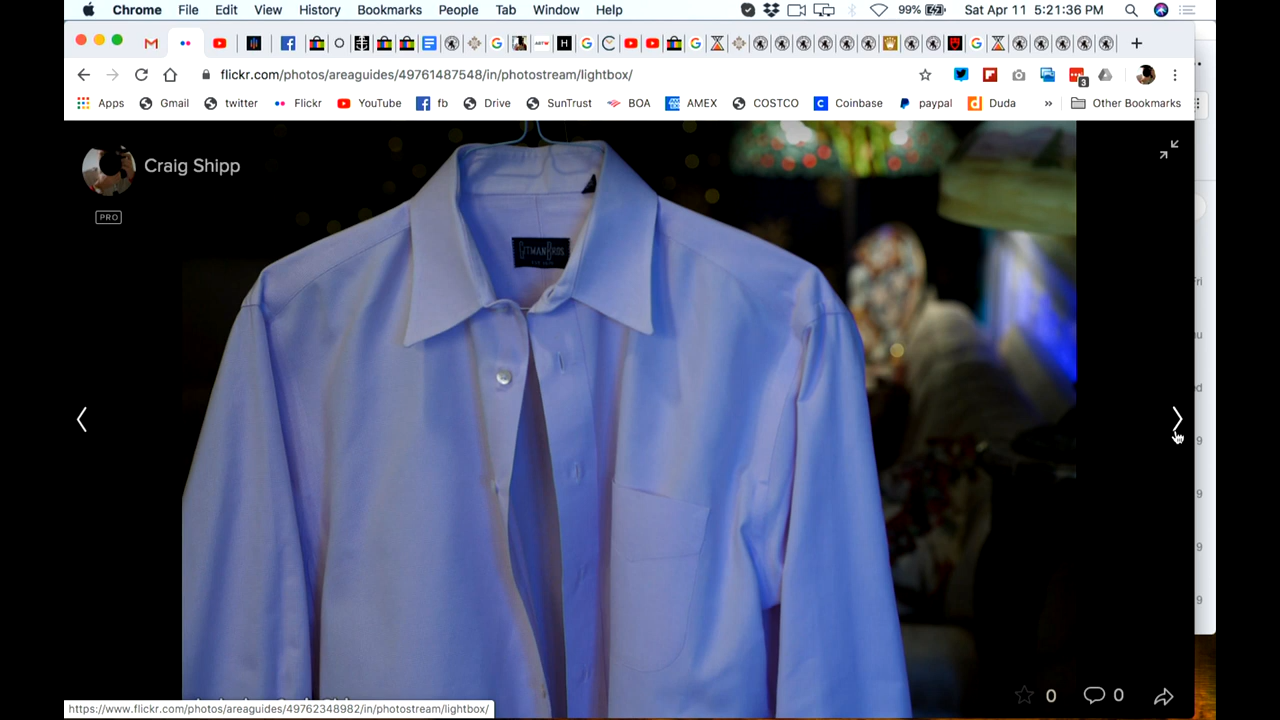 Chrome File Edit View History Bookmarks People Tab Window Help 99% Sat Apr 11 5:21:36 PM
flickr.com/photos/areaguides/49761487548/in/photostream/lightbox/ 3
Apps Gmail twitter Flickr YouTube fb Drive SunTrust BOA AMEX COSTCO Coinbase paypal Duda » Other Bookmarks
Craig Shipp
PRO
GITMAN BROS
0 0
https://www.flickr.com/photos/areaguides/49762348982/in/photostream/lightbox/